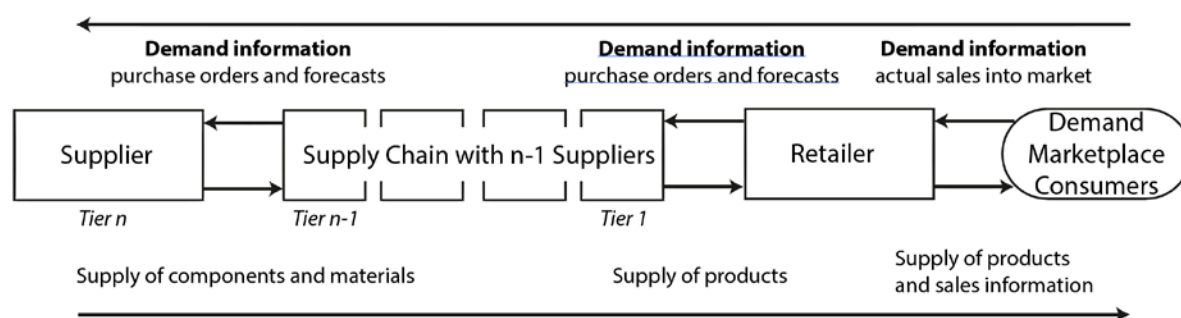 Demand information
purchase orders and forecasts
Demand information
purchase orders and forecasts
Demand information
actual sales into market
Supplier
Supply Chain with n-1 Suppliers
Retailer
Demand
Marketplace
Consumers
Tier n
Tier n-1
Tier 1
Supply of components and materials
Supply of products
Supply of products
and sales information